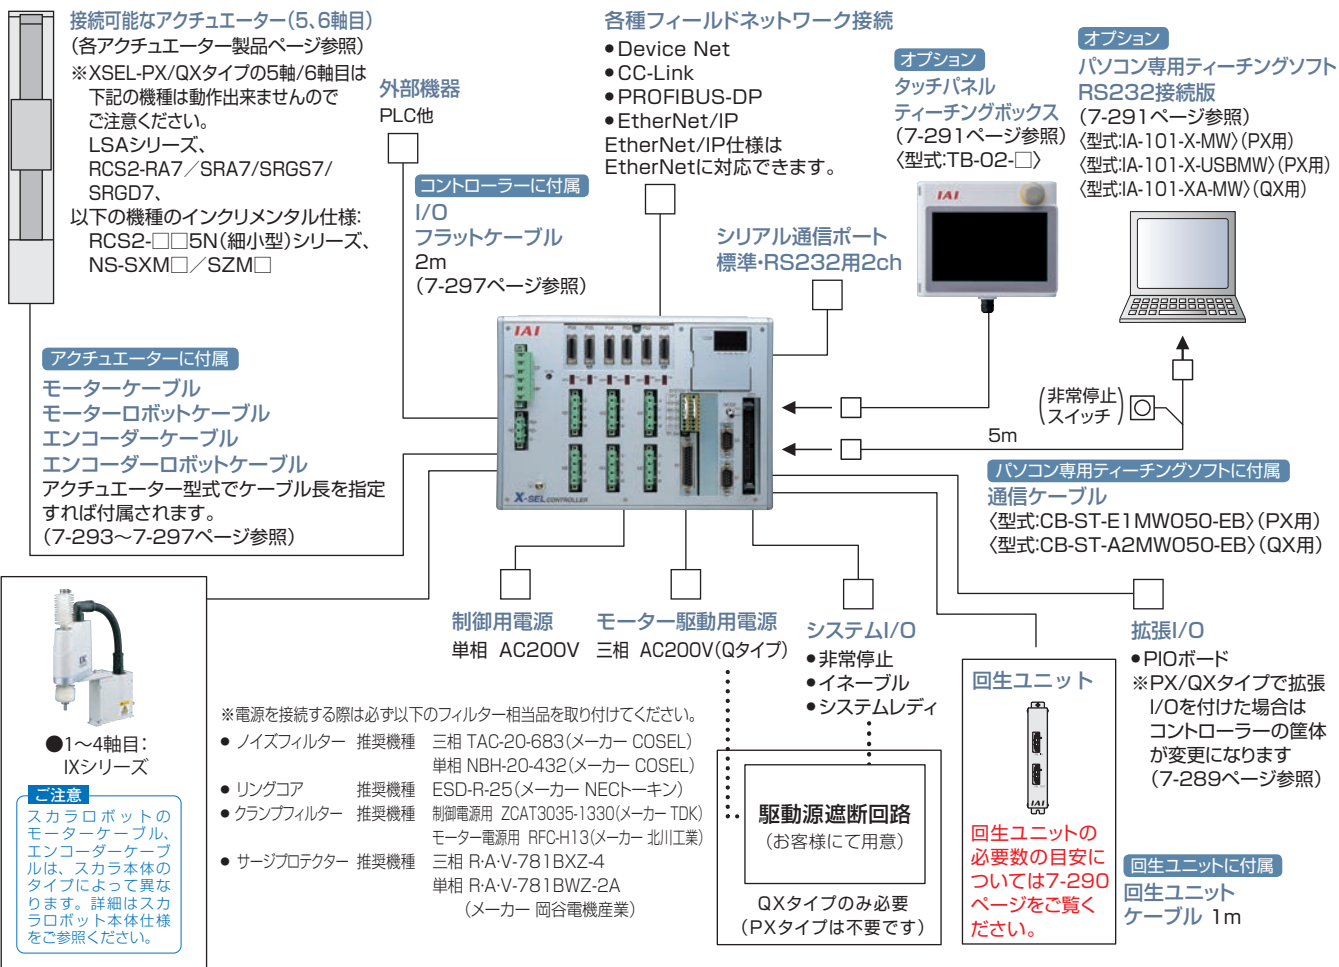 接続可能なアクチュエーター(5、6軸目)
(各アクチュエーター製品ページ参照)
※XSEL-PX/QXタイプの5軸/6軸目は
下記の機種は動作出来ませんので
ご注意ください。
LSAシリーズ、
RCS2-RA7／SRA7/SRGS7/
SRGD7、
以下の機種のインクリメンタル仕様:
RCS2-□□5N(細小型)シリーズ、
NS-SXM□／SZM□
外部機器
PLC他
コントローラーに付属
I/O
フラットケーブル
2m
(7-297ページ参照)
各種フィールドネットワーク接続
●Device Net
●CC-Link
●PROFIBUS-DP
●EtherNet/IP
EtherNet/IP仕様は
EtherNetに対応できます。
シリアル通信ポート
標準・RS232用2ch
オプション
タッチパネル
ティーチングボックス
(7-291ページ参照)
〈型式:TB-02-□〉
IAI
オプション
パソコン専用ティーチングソフト
RS232接続版
(7-291ページ参照)
〈型式:IA-101-X-MW〉(PX用)
〈型式:IA-101-X-USBMW〉(PX用)
〈型式:IA-101-XA-MW〉(QX用)
(非常停止
スイッチ)
5m
パソコン専用ティーチングソフトに付属
通信ケーブル
〈型式:CB-ST-E1MW050-EB〉(PX用)
〈型式:CB-ST-A2MW050-EB〉(QX用)
アクチュエーターに付属
モーターケーブル
モーターロボットケーブル
エンコーダーケーブル
エンコーダーロボットケーブル
アクチュエーター型式でケーブル長を指定
すれば付属されます。
(7-293～7-297ページ参照)
IAI
X-SEL CONTROLLER
●1～4軸目:
IXシリーズ
ご注意
スカラロボットの
モーターケーブル、
エンコーダーケーブ
ルは、スカラ本体の
タイプによって異な
ります。詳細はスカ
ラロボット本体仕様
をご参照ください。
制御用電源
単相 AC200V
モーター駆動用電源
三相 AC200V(Qタイプ)
システムI/O
●非常停止
●イネーブル
●システムレディ
※電源を接続する際は必ず以下のフィルター相当品を取り付けてください。
● ノイズフィルター 推奨機種 三相 TAC-20-683(メーカー COSEL)
単相 NBH-20-432(メーカー COSEL)
● リングコア 推奨機種 ESD-R-25(メーカー NECトーキン)
● クランプフィルター 推奨機種 制御電源用 ZCAT3035-1330(メーカー TDK)
モーター電源用 RFC-H13(メーカー 北川工業)
● サージプロテクター 推奨機種 三相 R・A・V-781BXZ-4
単相 R・A・V-781BWZ-2A
(メーカー 岡谷電機産業)
駆動源遮断回路
(お客様にて用意)
QXタイプのみ必要
(PXタイプは不要です)
回生ユニット
IAI
回生ユニットの
必要数の目安に
ついては7-290
ページをご覧く
ださい。
拡張I/O
●PIOボード
※PX/QXタイプで拡張
I/Oを付けた場合は
コントローラーの筐体
が変更になります
(7-289ページ参照)
回生ユニットに付属
回生ユニット
ケーブル 1m